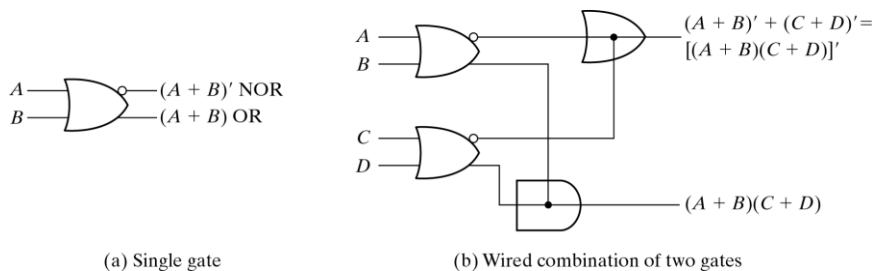 A
B
(A + B)′ NOR
(A + B) OR
(a) Single gate
A
B
C
D
(A + B)′ + (C + D)′=
[(A + B)(C + D)]′
(A + B)(C + D)
(b) Wired combination of two gates